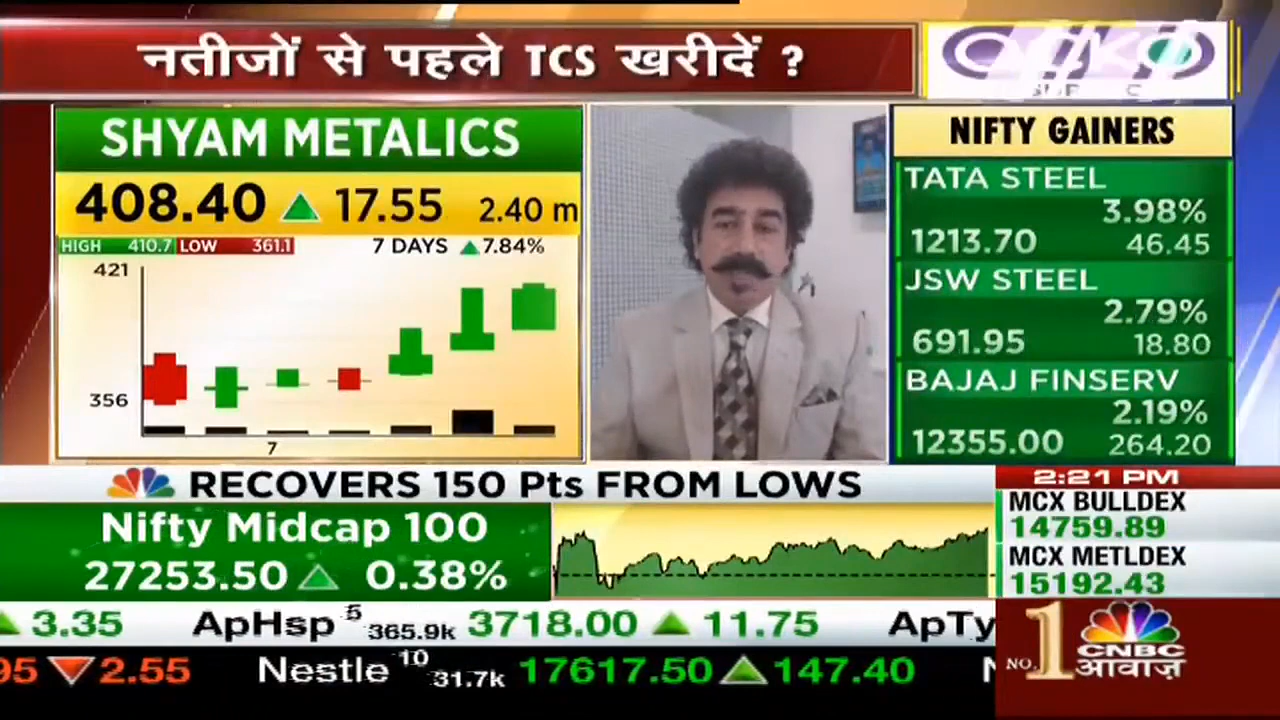 नतीजों से पहले TCS खरीदें ?
SHYAM METALICS
408.40 ▲ 17.55 2.40 m
HIGH 410.7 LOW 361.1 7 DAYS ▲ 7.84%
421
356
7
NIFTY GAINERS
TATA STEEL
3.98%
1213.70 46.45
JSW STEEL
2.79%
691.95 18.80
BAJAJ FINSERV
2.19%
12355.00 264.20
RECOVERS 150 Pts FROM LOWS
Nifty Midcap 100
27253.50 ▲ 0.38%
2:21 PM
MCX BULLDEX
14759.89
MCX METLDEX
15192.43
▲ 3.35 ApHsp 5 365.9k 3718.00 ▲ 11.75 ApTy
95 ▼ 2.55 Nestle 10 31.7k 17617.50 ▲ 147.40 N
NO.1 CNBC
आवाज़